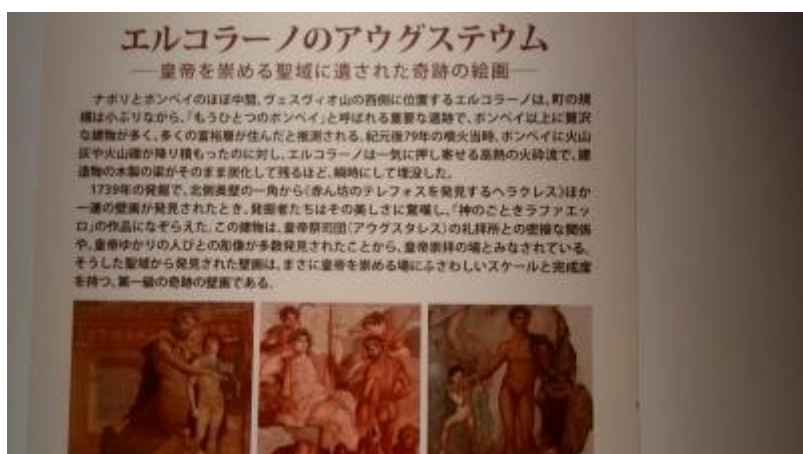 エルコラーノのアウグステウム
―皇帝を崇める聖域に遺された奇跡の絵画―
ナポリとポンペイのほぼ中間、ヴェスヴィオ山の西側に位置するエルコラーノは、町の規
模は小ぶりながら、「もうひとつのポンペイ」と呼ばれる重要な遺跡で、ポンペイ以上に贅沢
な建物が多く、多くの富裕層が住んだと推測される。紀元後79年の噴火当時、ポンペイに火山
灰や火山礫が降り積もったのに対し、エルコラーノは一気に押し寄せる高熱の火砕流で、建
造物の木製の梁がそのまま炭化して残るほど、瞬時にして埋没した。
1739年の発掘で、北側奥壁の一角から〈赤ん坊のテレフォスを発見するヘラクレス〉ほか
一連の壁画が発見されたとき、発掘者たちはその美しさに驚嘆し、「神のごときラファエッ
ロ」の作品になぞらえた。この建物は、皇帝祭司団（アウグスタレス）の礼拝所との密接な関係
や、皇帝ゆかりの人びとの彫像が多数発見されたことから、皇帝崇拝の場とみなされている。
そうした聖域から発見された壁画は、まさに皇帝を崇める場にふさわしいスケールと完成度
を持つ、第一級の奇跡の壁画である。